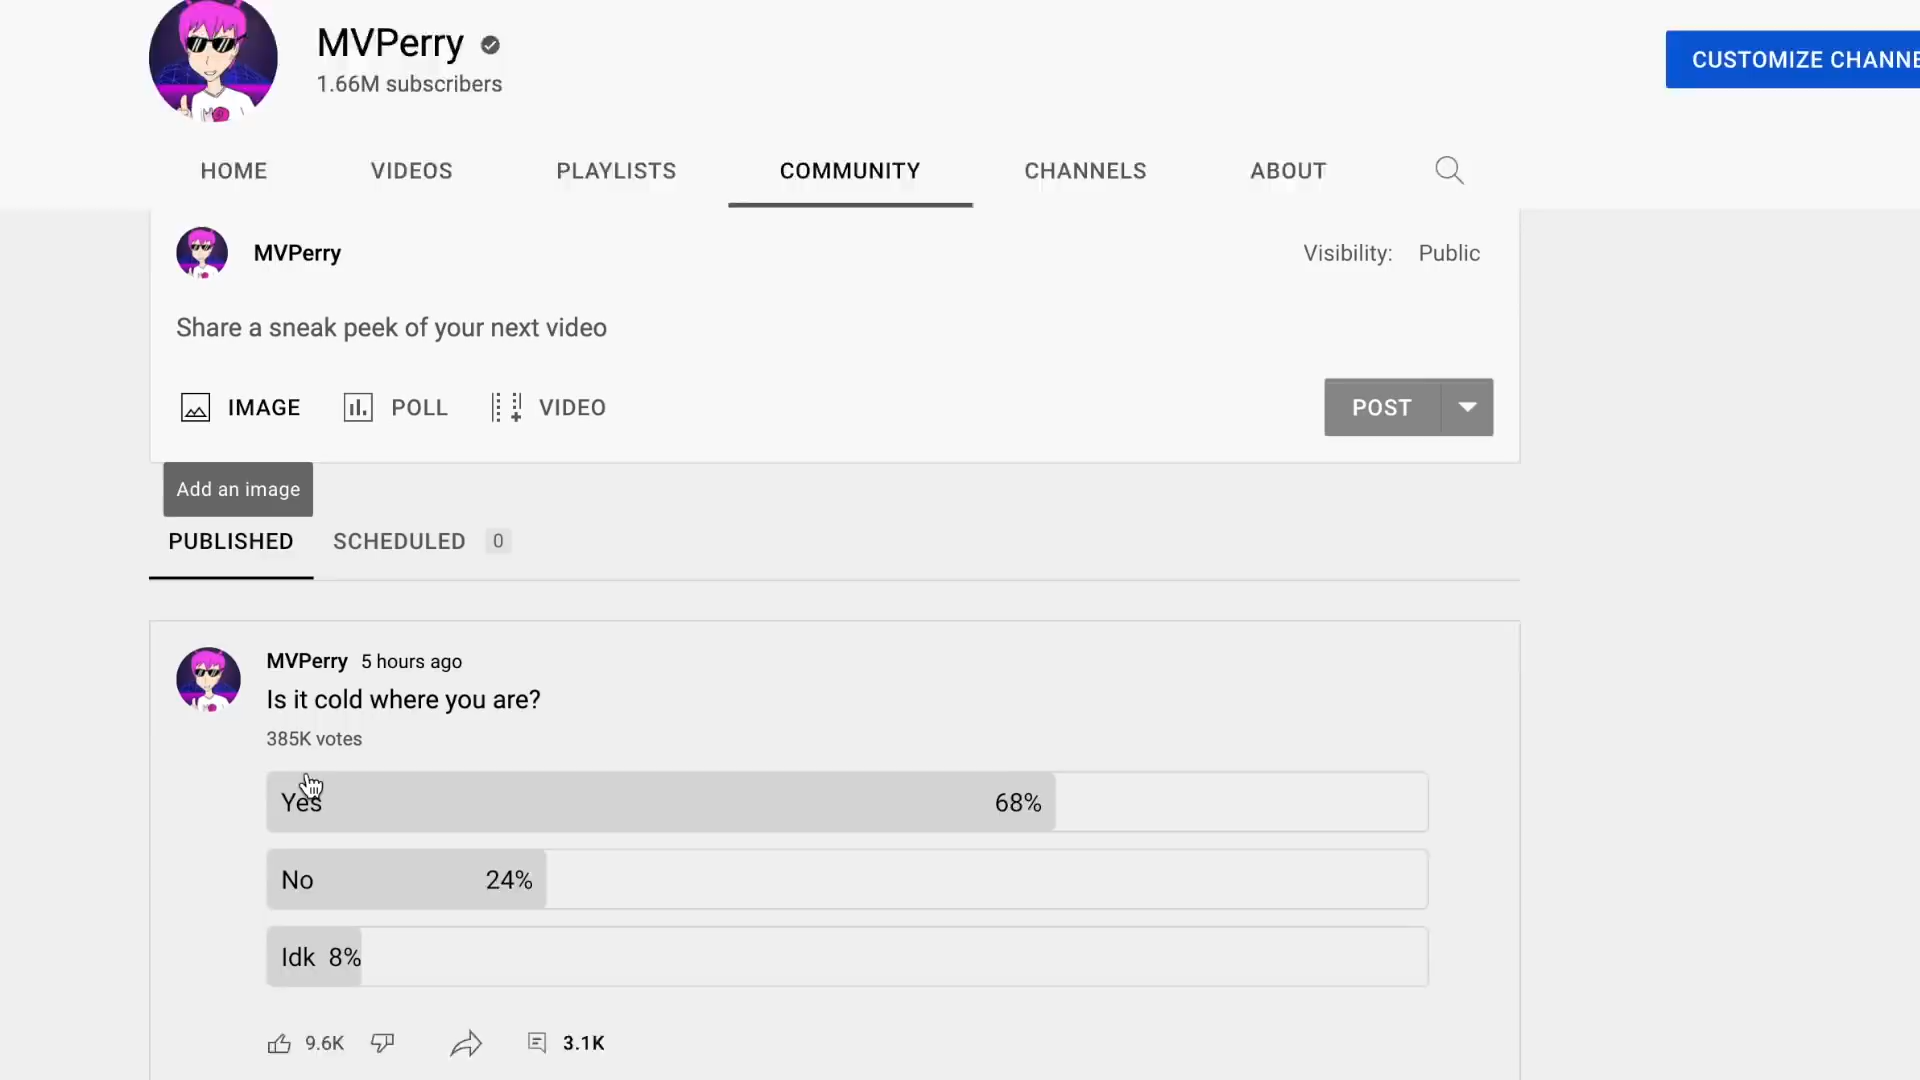 MVPerry
1.66M subscribers
CUSTOMIZE CHANNE
HOME VIDEOS PLAYLISTS COMMUNITY CHANNELS ABOUT
MVPerry
Visibility: Public
Share a sneak peek of your next video
IMAGE POLL VIDEO
POST
Add an image
PUBLISHED SCHEDULED 0
MVPerry 5 hours ago
Is it cold where you are?
385K votes
Yes 68%
No 24%
Idk 8%
9.6K 3.1K